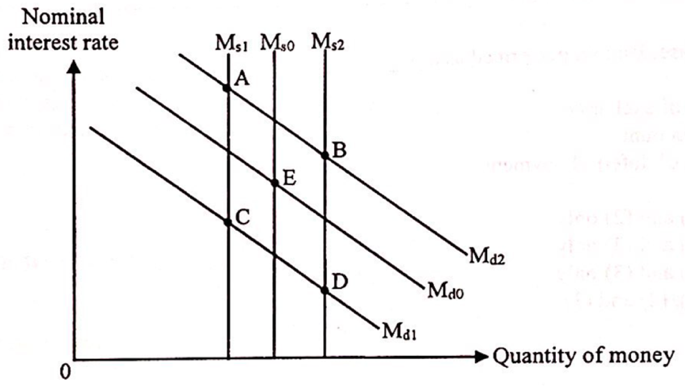 Nominal
interest rate
Ms1 Ms0 Ms2
A
B
E
C
D
Md2
Md0
Md1
0
Quantity of money